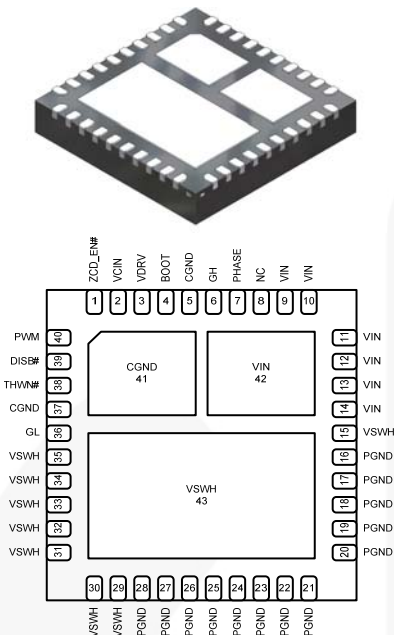 ZCD_EN#
VCIN
VDRV
BOOT
CGND
GH
PHASE
NC
VIN
VIN
1
2
3
4
5
6
7
8
9
10
PWM
40
DISB#
39
THWN#
38
CGND
37
GL
36
VSWH
35
VSWH
34
VSWH
33
VSWH
32
VSWH
31
CGND
41
VIN
42
VSWH
43
11
VIN
12
VIN
13
VIN
14
VIN
15
VSWH
16
PGND
17
PGND
18
PGND
19
PGND
20
PGND
30
29
28
27
26
25
24
23
22
21
VSWH
VSWH
PGND
PGND
PGND
PGND
PGND
PGND
PGND
PGND